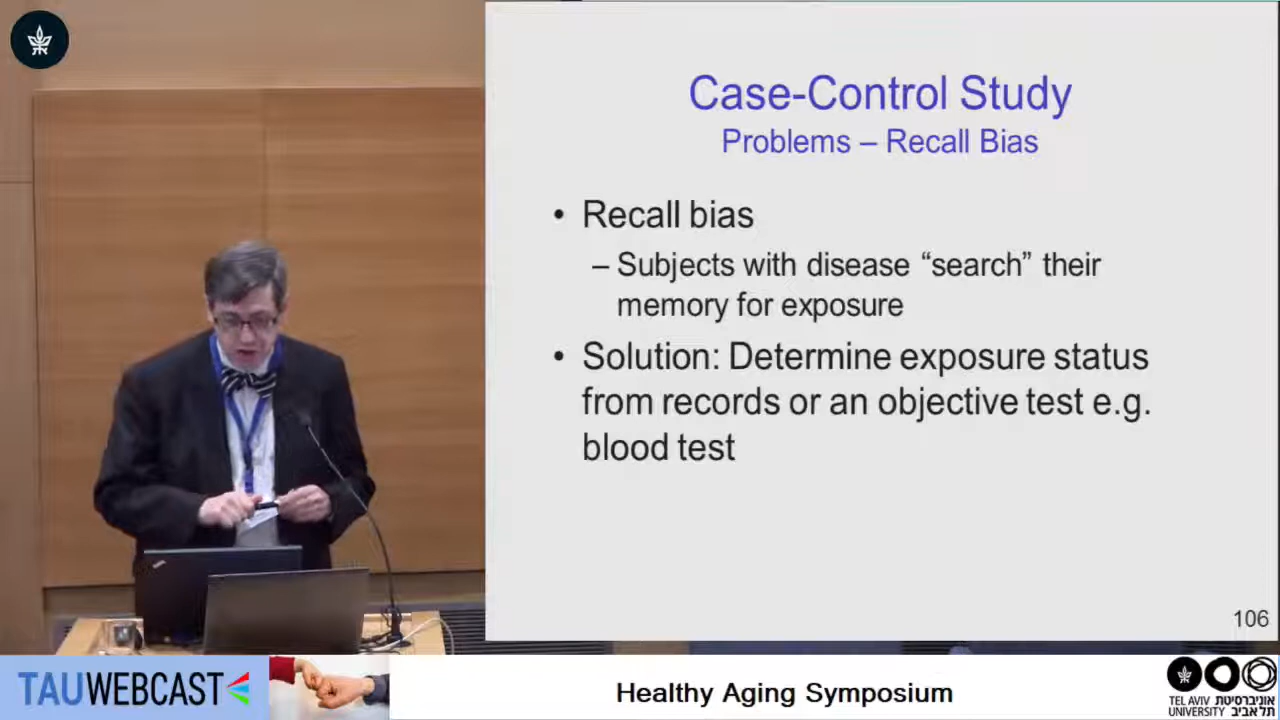 Case-Control Study
Problems – Recall Bias
• Recall bias
– Subjects with disease “search” their
memory for exposure
• Solution: Determine exposure status
from records or an objective test e.g.
blood test
106
TAUWEBCAST
Healthy Aging Symposium
TEL AVIV אוניברסיטת
UNIVERSITY תל אביב